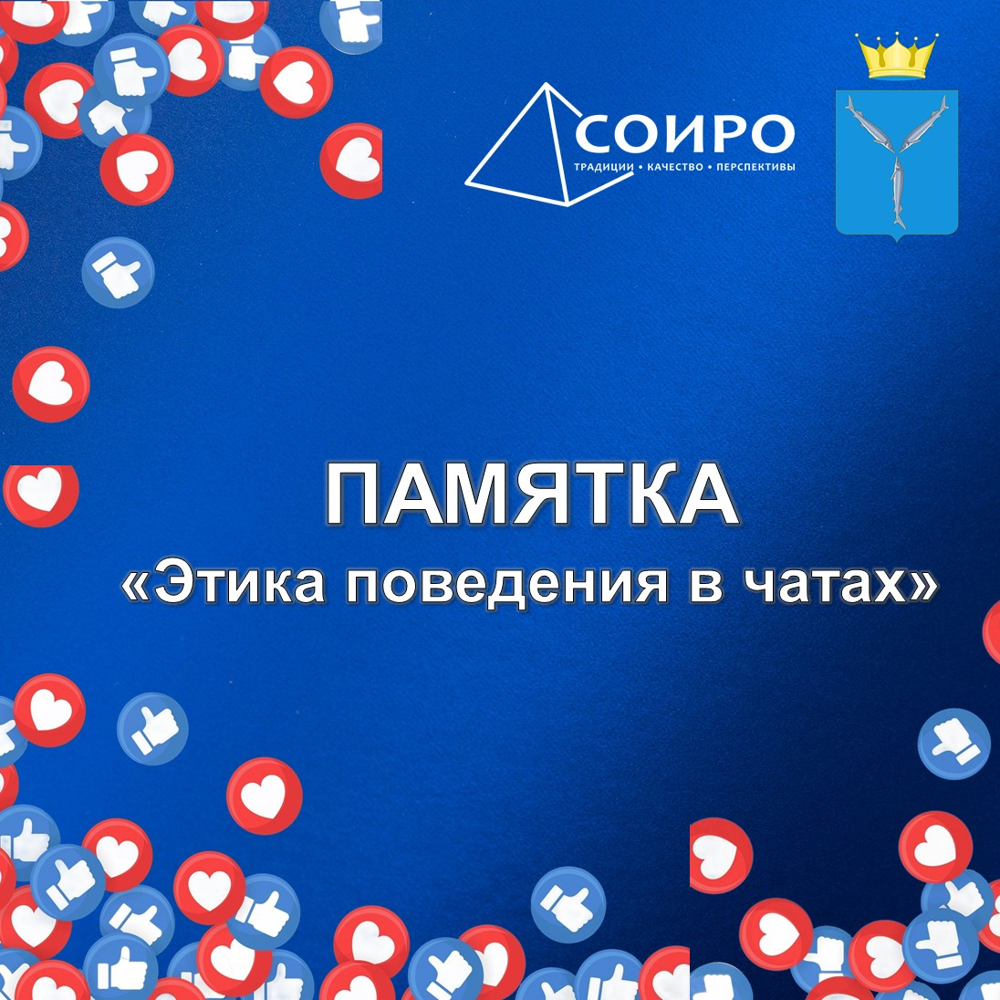 СОИРО
ТРАДИЦИИ • КАЧЕСТВО • ПЕРСПЕКТИВЫ
ПАМЯТКА
«Этика поведения в чатах»